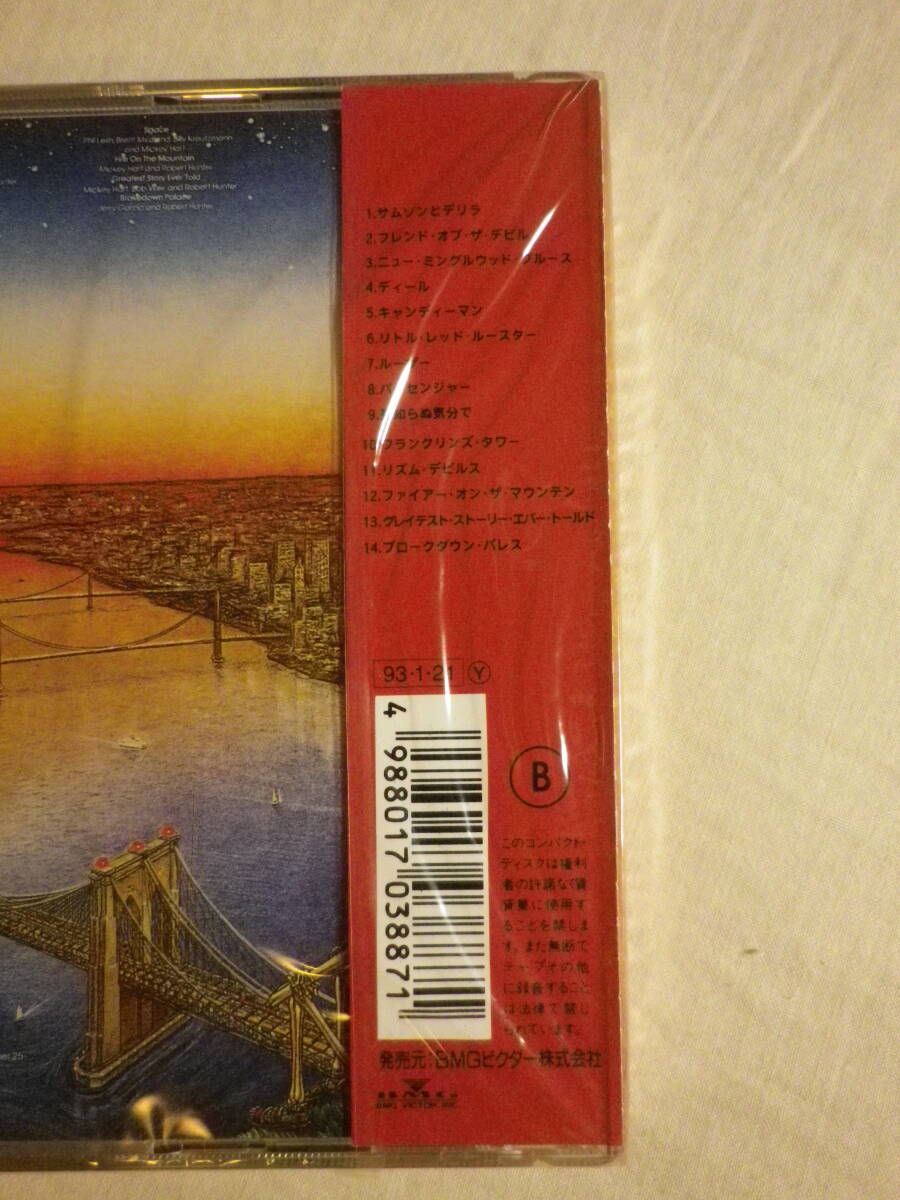 Space
Phil Lesh, Brent Mydland, Billy Kreutzmann
and Mickey Hart
Fire On The Mountain
Mickey Hart and Robert Hunter
Greatest Story Ever Told
Mickey Hart, Bob Weir and Robert Hunter
Brokedown Palace
Jerry Garcia and Robert Hunter
1.サムソンとデリラ
2.フレンド・オブ・ザ・デビル
3.ニュー・ミングルウッド・ブルース
4.ディール
5.キャンディーマン
6.リトル・レッド・ルースター
7.ルーザー
8.パッセンジャー
9.見知らぬ気分で
10.フランクリンズ・タワー
11.リズム・デビルス
12.ファイアー・オン・ザ・マウンテン
13.グレイテスト・ストーリー・エバー・トールド
14.ブロークダウン・パレス
93・1・21 Y
4 988017 038871
B
このコンパクト・
ディスクは権利
者の許諾なく賃
貸業に使用す
ることを禁じま
す。また無断で
テープその他
に録音すること
は法律で禁じ
られています。
発売元:BMGビクター株式会社
BMG
BMG VICTOR, INC.